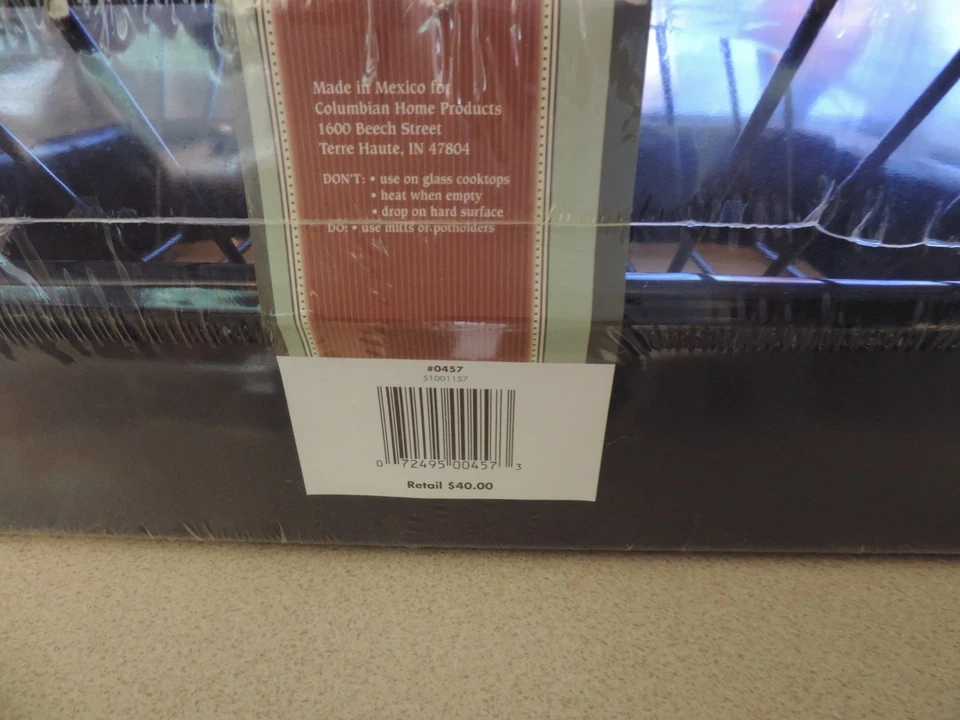 Made in Mexico for
Columbian Home Products
1600 Beech Street
Terre Haute, IN 47804
DON'T: • use on glass cooktops
• heat when empty
• drop on hard surface
DO: • use mitts or potholders
#0457
51001157
0 72495 00457 3
Retail $40.00